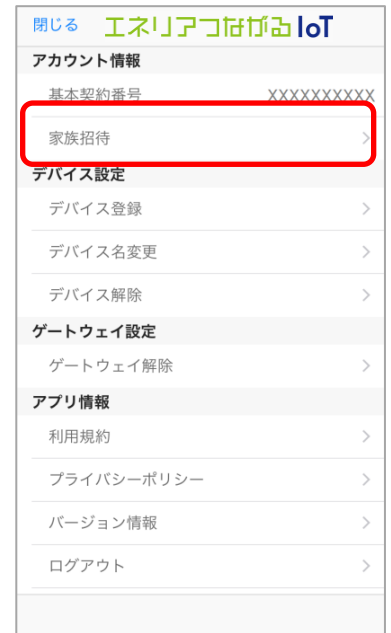 閉じる エネリアつながるIoT
アカウント情報
基本契約番号 XXXXXXXXXX
家族招待
デバイス設定
デバイス登録
デバイス名変更
デバイス解除
ゲートウェイ設定
ゲートウェイ解除
アプリ情報
利用規約
プライバシーポリシー
バージョン情報
ログアウト